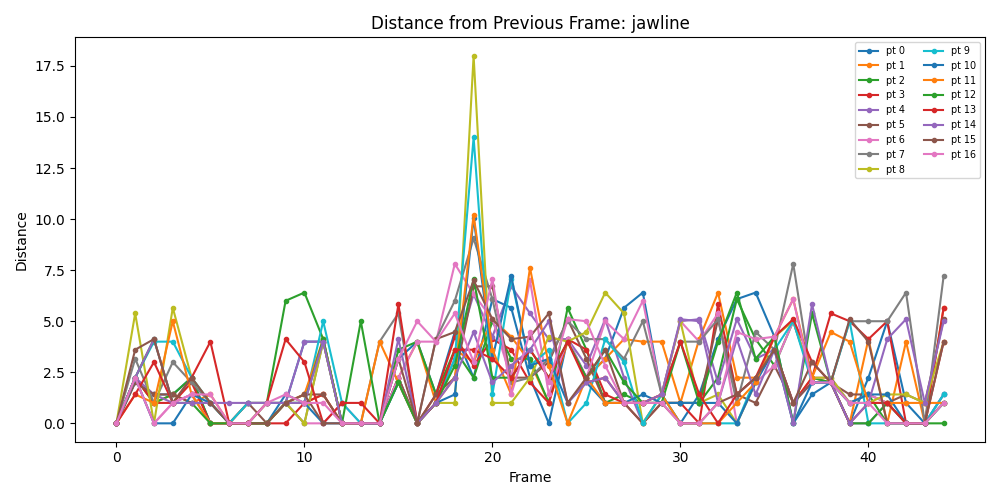 Distance from Previous Frame: jawline
17.5
15.0
12.5
10.0
7.5
5.0
2.5
0.0
Distance
0 10 20 30 40
Frame
pt 0 pt 9
pt 1 pt 10
pt 2 pt 11
pt 3 pt 12
pt 4 pt 13
pt 5 pt 14
pt 6 pt 15
pt 7 pt 16
pt 8